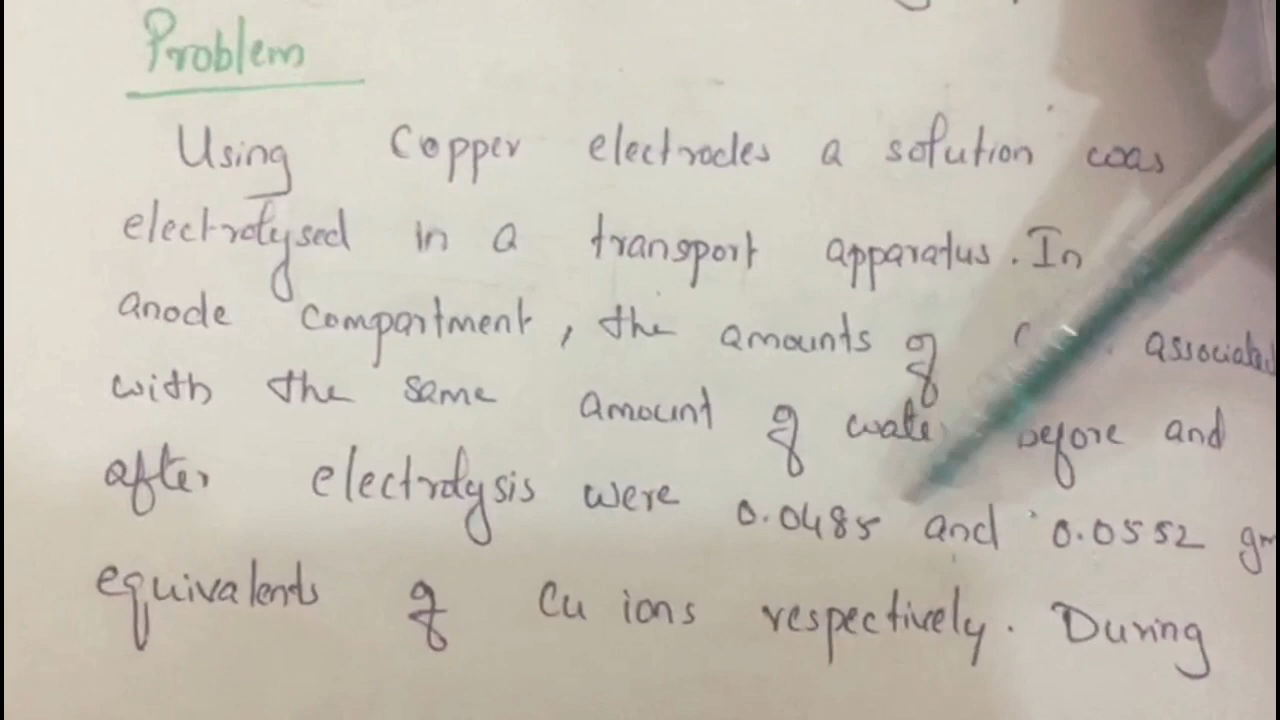 Problem
Using Copper electrodes a solution was
electrolysed in a transport apparatus. In
anode compartment, the amounts of associated
with the same amount of water before and
after electrolysis were 0.0485 and 0.0552 gm
equivalents of Cu ions respectively. During